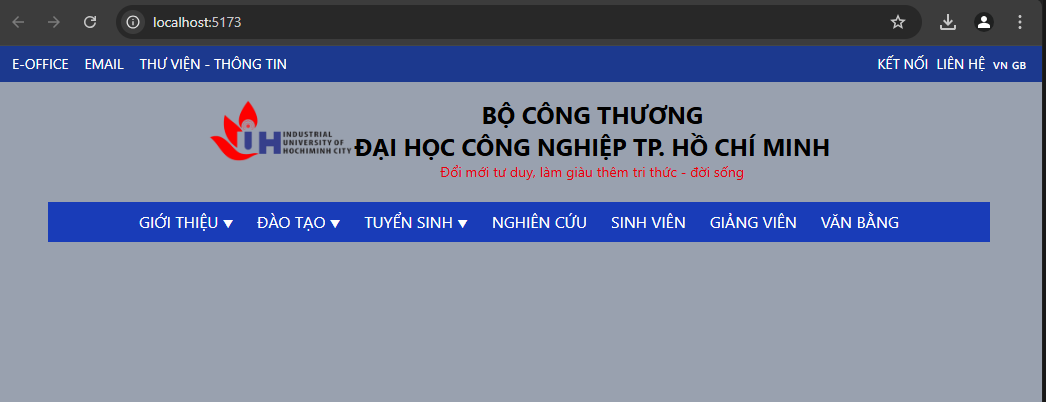 localhost:5173
E-OFFICE EMAIL THƯ VIỆN - THÔNG TIN KẾT NỐI LIÊN HỆ VN GB
IUH INDUSTRIAL
UNIVERSITY OF
HOCHIMINH CITY
BỘ CÔNG THƯƠNG
ĐẠI HỌC CÔNG NGHIỆP TP. HỒ CHÍ MINH
Đổi mới tư duy, làm giàu thêm tri thức - đời sống
GIỚI THIỆU ▼ ĐÀO TẠO ▼ TUYỂN SINH ▼ NGHIÊN CỨU SINH VIÊN GIẢNG VIÊN VĂN BẰNG